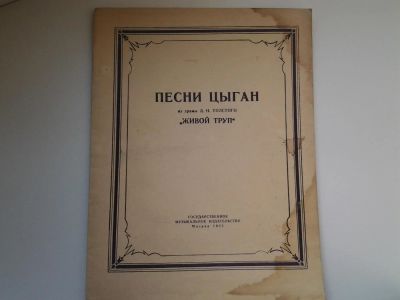 ПЕСНИ ЦЫГАН
из драмы Л. Н. ТОЛСТОГО
„ЖИВОЙ ТРУП“
ГОСУДАРСТВЕННОЕ
МУЗЫКАЛЬНОЕ ИЗДАТЕЛЬСТВО
Москва